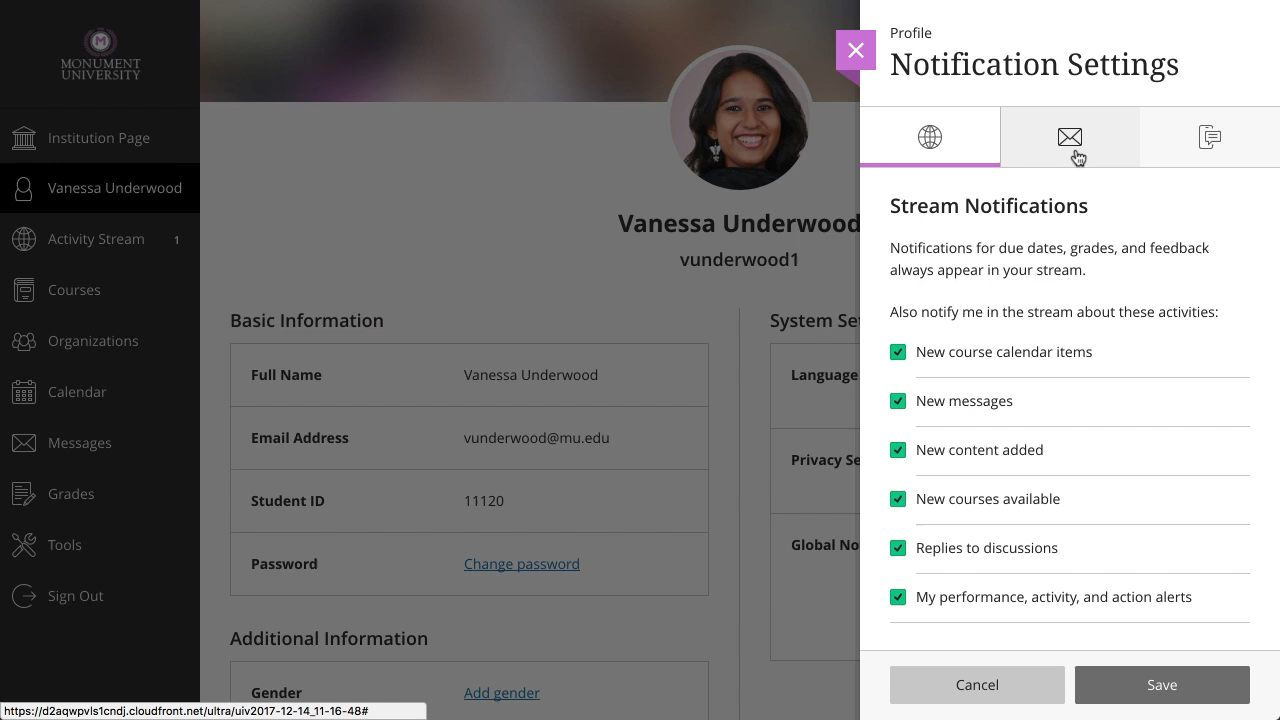 MONUMENT
UNIVERSITY
Institution Page
Vanessa Underwood
Activity Stream 1
Courses
Organizations
Calendar
Messages
Grades
Tools
Sign Out
Vanessa Underwood
vunderwood1
Basic Information
Full Name Vanessa Underwood
Email Address vunderwood@mu.edu
Student ID 11120
Password Change password
Additional Information
Gender Add gender
System Se
Language
Privacy Se
Global No
Profile
Notification Settings
Stream Notifications
Notifications for due dates, grades, and feedback
always appear in your stream.
Also notify me in the stream about these activities:
New course calendar items
New messages
New content added
New courses available
Replies to discussions
My performance, activity, and action alerts
Cancel Save
https://d2aqwpvls1cndj.cloudfront.net/ultra/uiv2017-12-14_11-16-48#